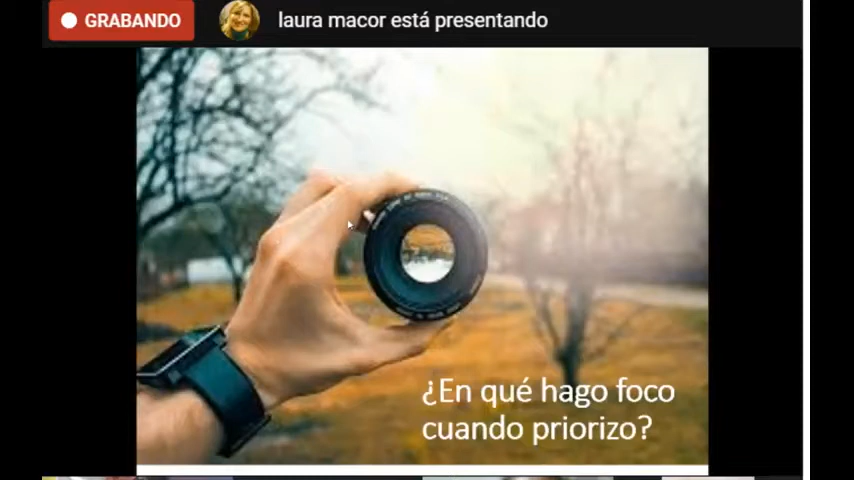 GRABANDO
laura macor está presentando
¿En qué hago foco
cuando priorizo?